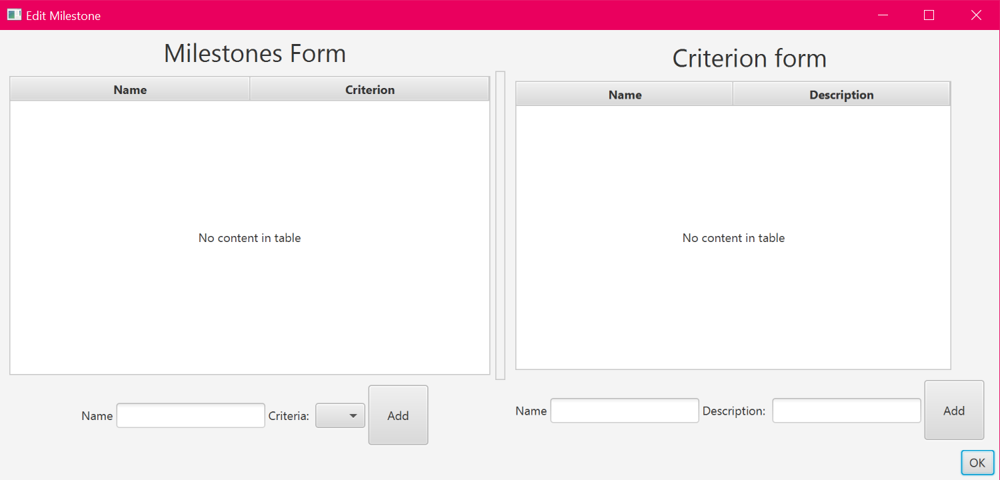 Edit Milestone
Milestones Form
Name Criterion
No content in table
Name Criteria: Add
Criterion form
Name Description
No content in table
Name Description: Add
OK